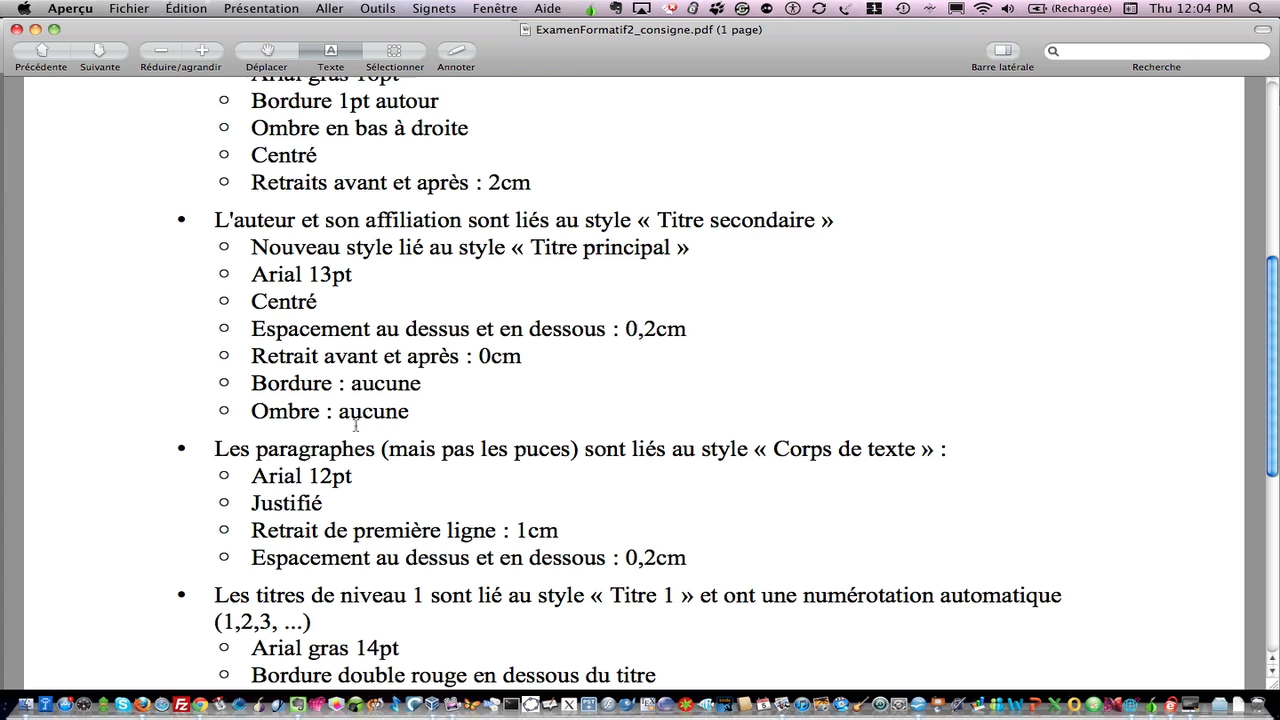 Aperçu Fichier Édition Présentation Aller Outils Signets Fenêtre Aide 1 (Rechargée) Thu 12:04 PM
ExamenFormatif2_consigne.pdf (1 page)
Précédente Suivante Réduire/agrandir Déplacer Texte Sélectionner Annoter Barre latérale Recherche
Arial gras 16pt
Bordure 1pt autour
Ombre en bas à droite
Centré
Retraits avant et après : 2cm
L'auteur et son affiliation sont liés au style « Titre secondaire »
Nouveau style lié au style « Titre principal »
Arial 13pt
Centré
Espacement au dessus et en dessous : 0,2cm
Retrait avant et après : 0cm
Bordure : aucune
Ombre : aucune
Les paragraphes (mais pas les puces) sont liés au style « Corps de texte » :
Arial 12pt
Justifié
Retrait de première ligne : 1cm
Espacement au dessus et en dessous : 0,2cm
Les titres de niveau 1 sont lié au style « Titre 1 » et ont une numérotation automatique
(1,2,3, ...)
Arial gras 14pt
Bordure double rouge en dessous du titre